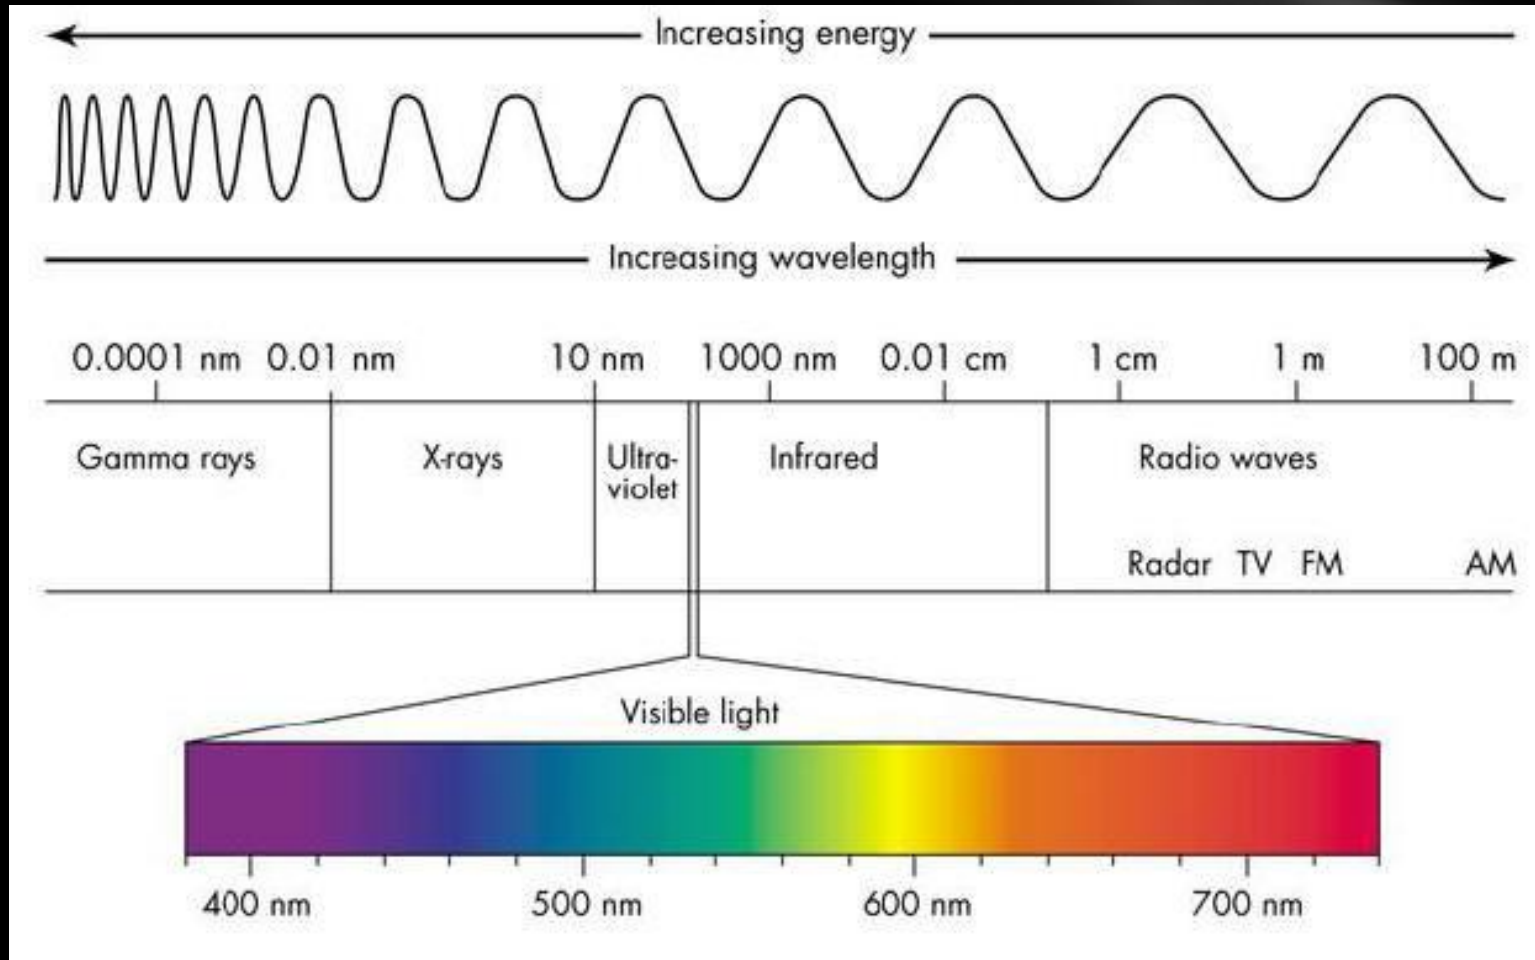 Increasing energy
Increasing wavelength
0.0001 nm 0.01 nm 10 nm 1000 nm 0.01 cm 1 cm 1 m 100 m
Gamma rays X-rays Ultra- Infrared Radio waves
violet
Radar TV FM AM
Visible light
400 nm 500 nm 600 nm 700 nm